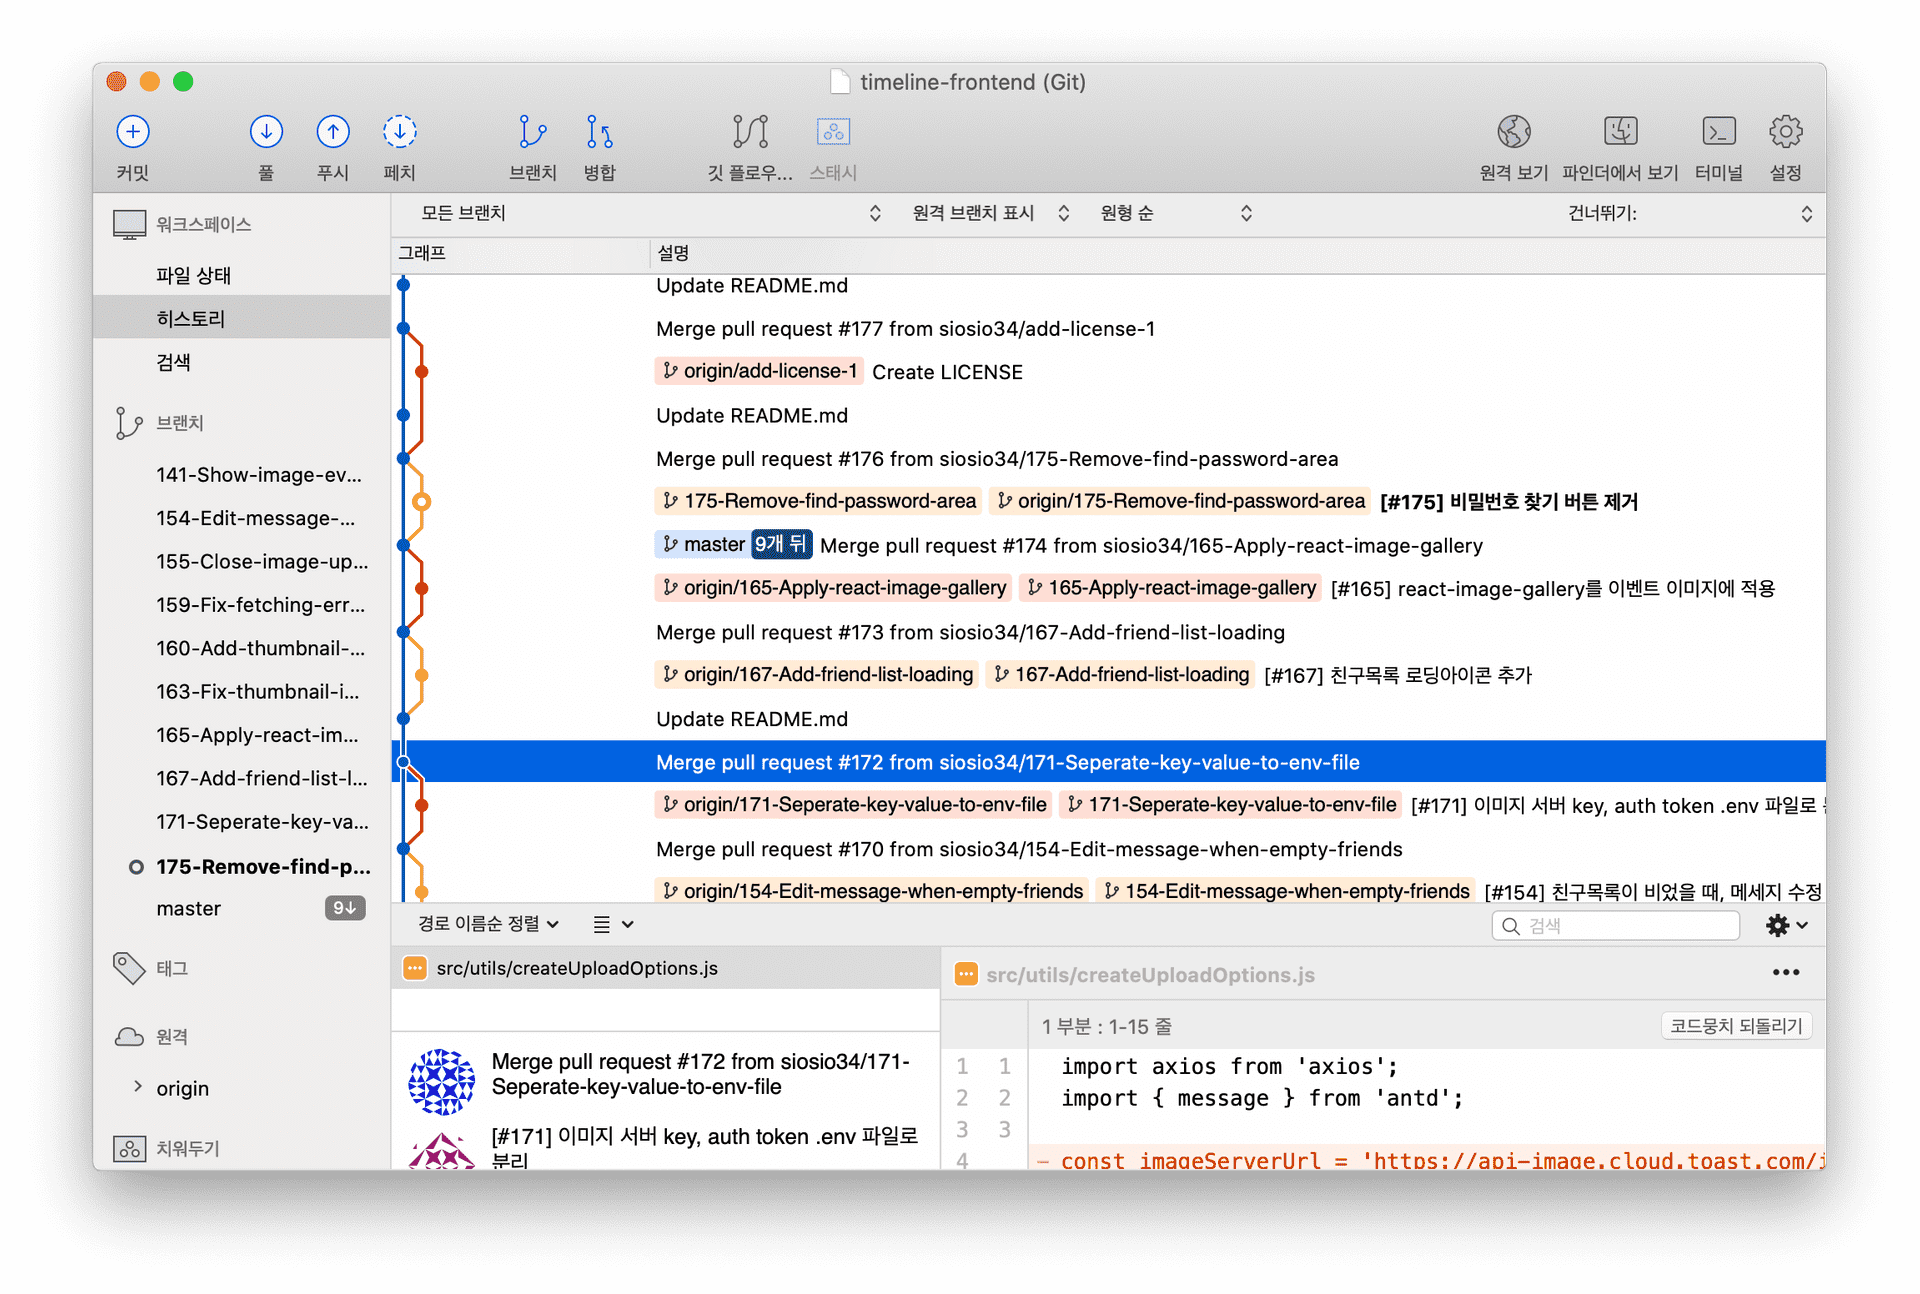 timeline-frontend (Git)
커밋
풀
푸시
페치
브랜치
병합
깃 플로우...
스태시
원격 보기
파인더에서 보기
터미널
설정
워크스페이스
파일 상태
히스토리
검색
브랜치
141-Show-image-ev...
154-Edit-message-...
155-Close-image-up...
159-Fix-fetching-err...
160-Add-thumbnail-...
163-Fix-thumbnail-i...
165-Apply-react-im...
167-Add-friend-list-l...
171-Seperate-key-va...
175-Remove-find-p...
master 9↓
태그
원격
origin
치워두기
모든 브랜치 원격 브랜치 표시 원형 순 건너뛰기:
그래프 설명
Update README.md
Merge pull request #177 from siosio34/add-license-1
origin/add-license-1 Create LICENSE
Update README.md
Merge pull request #176 from siosio34/175-Remove-find-password-area
175-Remove-find-password-area origin/175-Remove-find-password-area [#175] 비밀번호 찾기 버튼 제거
master 9개 뒤 Merge pull request #174 from siosio34/165-Apply-react-image-gallery
origin/165-Apply-react-image-gallery 165-Apply-react-image-gallery [#165] react-image-gallery를 이벤트 이미지에 적용
Merge pull request #173 from siosio34/167-Add-friend-list-loading
origin/167-Add-friend-list-loading 167-Add-friend-list-loading [#167] 친구목록 로딩아이콘 추가
Update README.md
Merge pull request #172 from siosio34/171-Seperate-key-value-to-env-file
origin/171-Seperate-key-value-to-env-file 171-Seperate-key-value-to-env-file [#171] 이미지 서버 key, auth token .env 파일로
Merge pull request #170 from siosio34/154-Edit-message-when-empty-friends
origin/154-Edit-message-when-empty-friends 154-Edit-message-when-empty-friends [#154] 친구목록이 비었을 때, 메세지 수정
경로 이름순 정렬
검색
src/utils/createUploadOptions.js
Merge pull request #172 from siosio34/171-
Seperate-key-value-to-env-file
[#171] 이미지 서버 key, auth token .env 파일로
분리
src/utils/createUploadOptions.js
1 부분 : 1-15 줄 코드뭉치 되돌리기
1 1 import axios from 'axios';
2 2 import { message } from 'antd';
3 3
4 - const imageServerUrl = 'https://api-image.cloud.toast.com/i